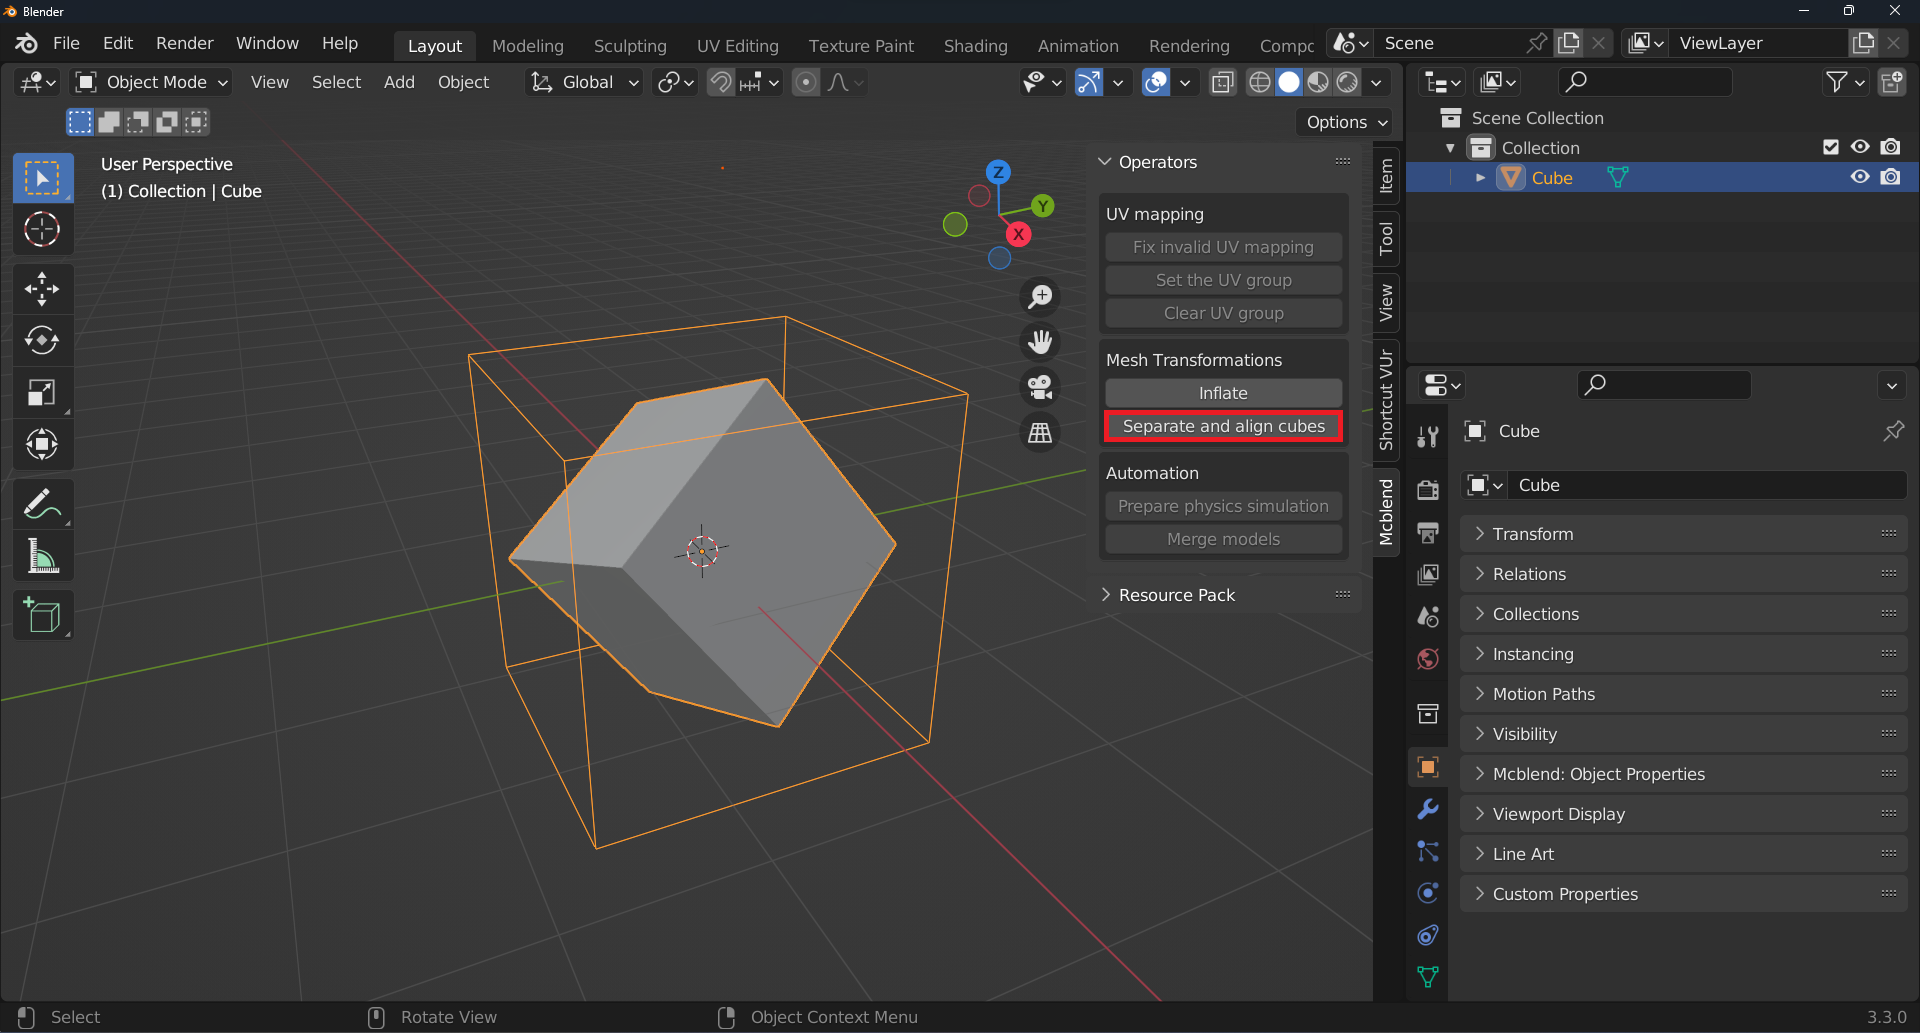 Blender
File Edit Render Window Help
Layout Modeling Sculpting UV Editing Texture Paint Shading Animation Rendering Compc
Scene
ViewLayer
Object Mode View Select Add Object
Global
Options
User Perspective
(1) Collection | Cube
Z
Y
X
Operators
UV mapping
Fix invalid UV mapping
Set the UV group
Clear UV group
Mesh Transformations
Inflate
Separate and align cubes
Automation
Prepare physics simulation
Merge models
Resource Pack
Item
Tool
View
Shortcut VUr
Mcblend
Scene Collection
Collection
Cube
Cube
Cube
Transform
Relations
Collections
Instancing
Motion Paths
Visibility
Mcblend: Object Properties
Viewport Display
Line Art
Custom Properties
Select
Rotate View
Object Context Menu
3.3.0